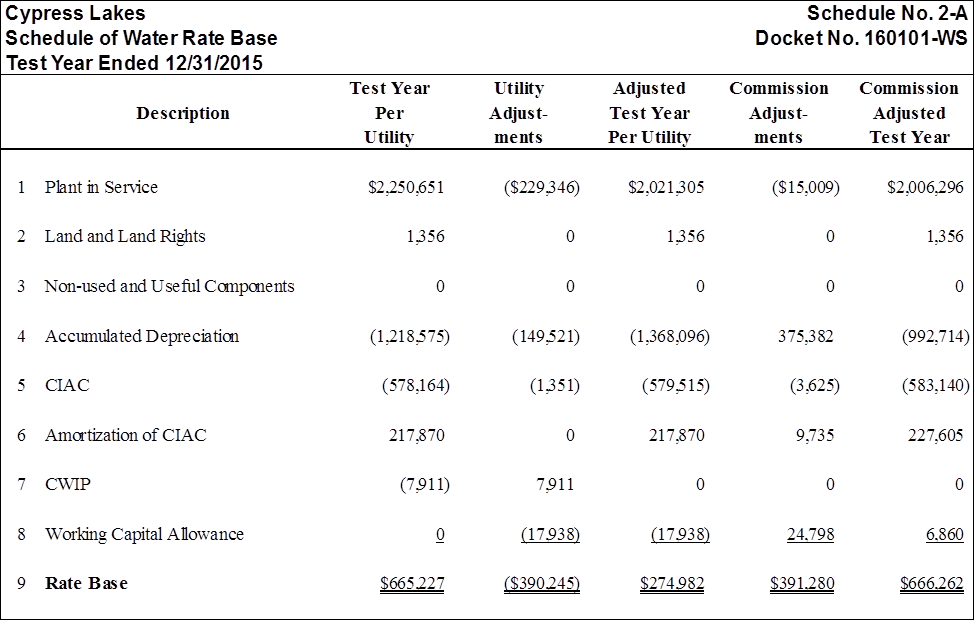 Cypress Lakes Schedule No. 2-A
Schedule of Water Rate Base Docket No. 160101-WS
Test Year Ended 12/31/2015
Test Year Utility Adjusted Commission Commission
Description Per Adjust- Test Year Adjust- Adjusted
Utility ments Per Utility ments Test Year
1 Plant in Service $2,250,651 ($229,346) $2,021,305 ($15,009) $2,006,296
2 Land and Land Rights 1,356 0 1,356 0 1,356
3 Non-used and Useful Components 0 0 0 0 0
4 Accumulated Depreciation (1,218,575) (149,521) (1,368,096) 375,382 (992,714)
5 CIAC (578,164) (1,351) (579,515) (3,625) (583,140)
6 Amortization of CIAC 217,870 0 217,870 9,735 227,605
7 CWIP (7,911) 7,911 0 0 0
8 Working Capital Allowance 0 (17,938) (17,938) 24,798 6,860
9 Rate Base $665,227 ($390,245) $274,982 $391,280 $666,262